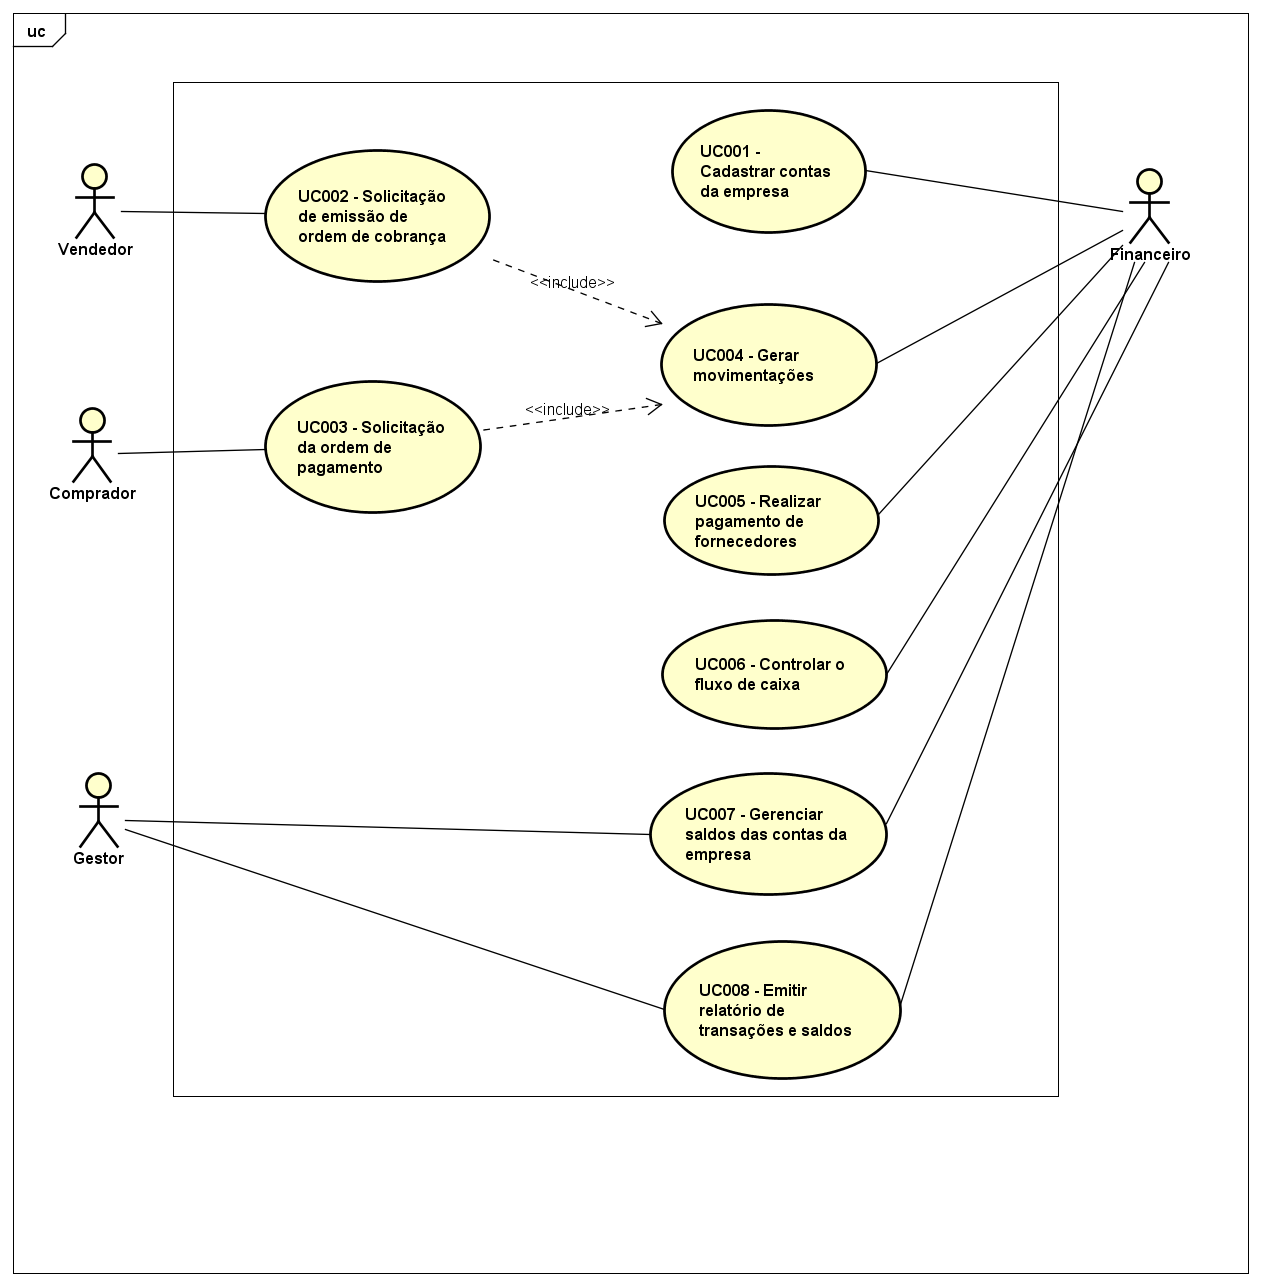 uc
UC001 -
Cadastrar contas
da empresa
UC002 - Solicitação
de emissão de
ordem de cobrança
Vendedor
Financeiro
<<include>>
UC004 - Gerar
movimentações
<<include>>
UC003 - Solicitação
da ordem de
pagamento
Comprador
UC005 - Realizar
pagamento de
fornecedores
UC006 - Controlar o
fluxo de caixa
UC007 - Gerenciar
saldos das contas da
empresa
Gestor
UC008 - Emitir
relatório de
transações e saldos